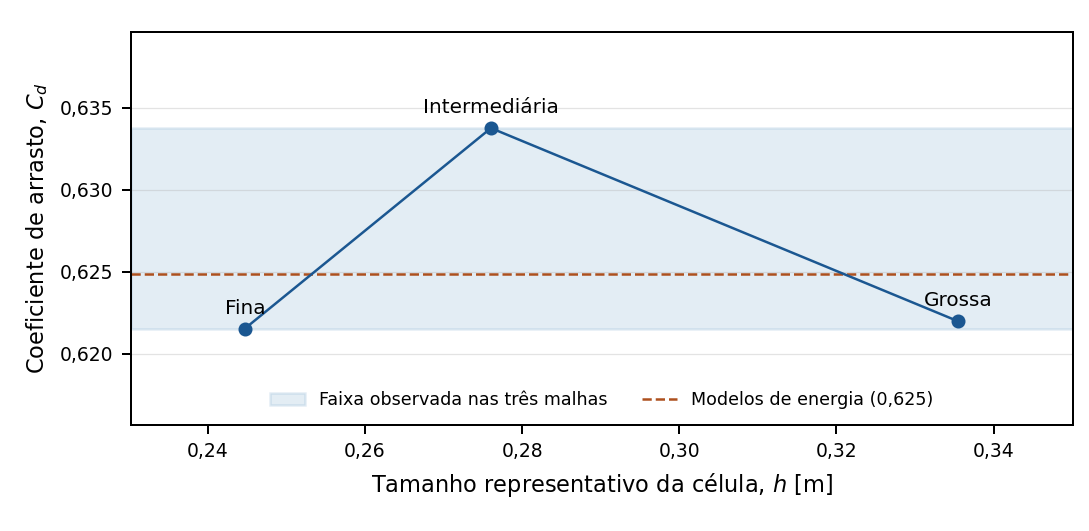 Coeficiente de arrasto, C_d
0,635
0,630
0,625
0,620
Intermediária
Fina
Grossa
Faixa observada nas três malhas
Modelos de energia (0,625)
0,24 0,26 0,28 0,30 0,32 0,34
Tamanho representativo da célula, h [m]